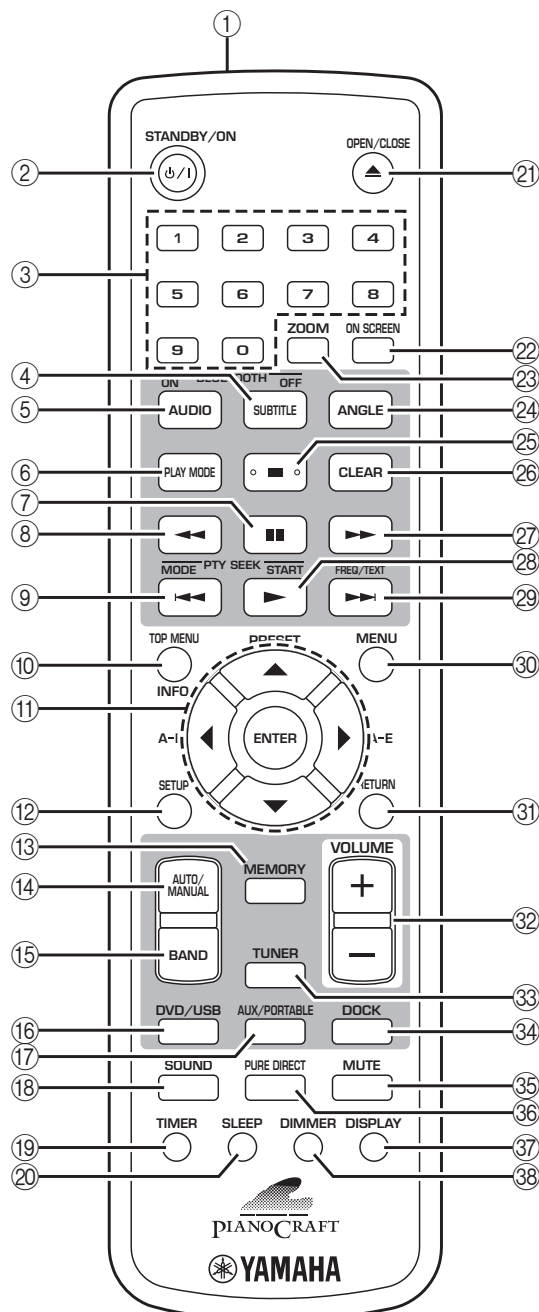 ①
STANDBY/ON
OPEN/CLOSE
② ㉑
1 2 3 4
③
5 6 7 8
9 0 ZOOM ON SCREEN
㉒
④ ㉓
ON OFF
⑤ AUDIO SUBTITLE ANGLE ㉔
㉕
⑥ PLAY MODE CLEAR ㉖
⑦
⑧ ㉗
MODE PTY SEEK START FREQ/TEXT
㉘
⑨ ㉙
TOP MENU PRESET MENU
⑩ ㉚
INFO
⑪
ENTER
SETUP
⑫ ㉛
⑬ VOLUME
AUTO/
MANUAL
MEMORY
+
⑭
㉜
⑮ BAND –
TUNER
㉝
DVD/USB AUX/PORTABLE DOCK
⑯ ㉞
⑰
SOUND PURE DIRECT MUTE
⑱ ㉟
㊱
TIMER SLEEP DIMMER DISPLAY
⑲ ㊲
⑳ ㊳
PIANOCRAFT
YAMAHA